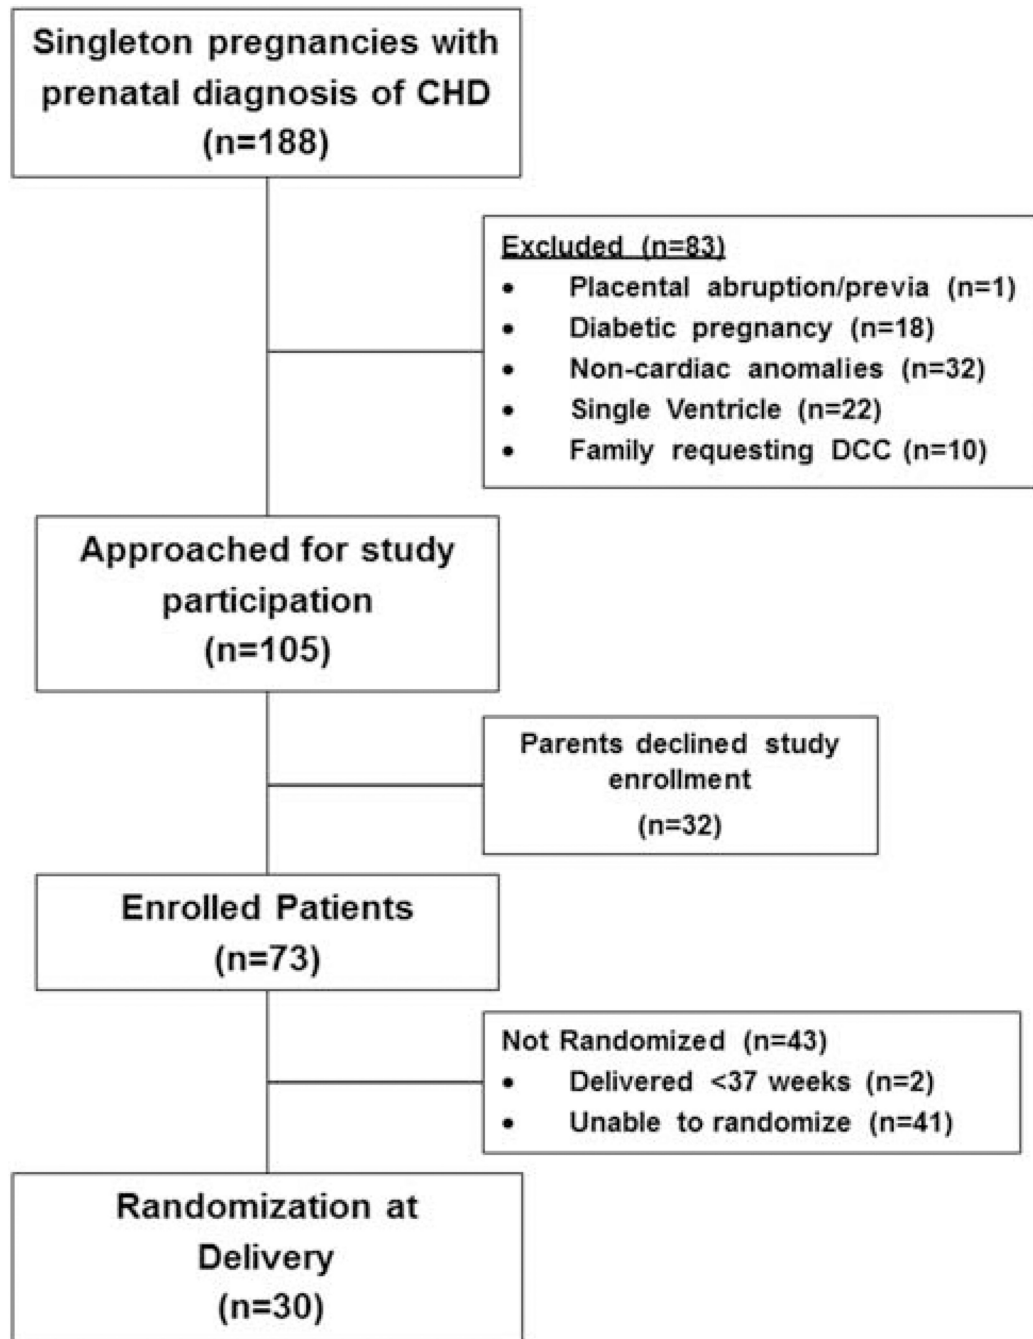 Singleton pregnancies with
prenatal diagnosis of CHD
(n=188)
Excluded (n=83)
• Placental abruption/previa (n=1)
• Diabetic pregnancy (n=18)
• Non-cardiac anomalies (n=32)
• Single Ventricle (n=22)
• Family requesting DCC (n=10)
Approached for study
participation
(n=105)
Parents declined study
enrollment
(n=32)
Enrolled Patients
(n=73)
Not Randomized (n=43)
• Delivered <37 weeks (n=2)
• Unable to randomize (n=41)
Randomization at
Delivery
(n=30)